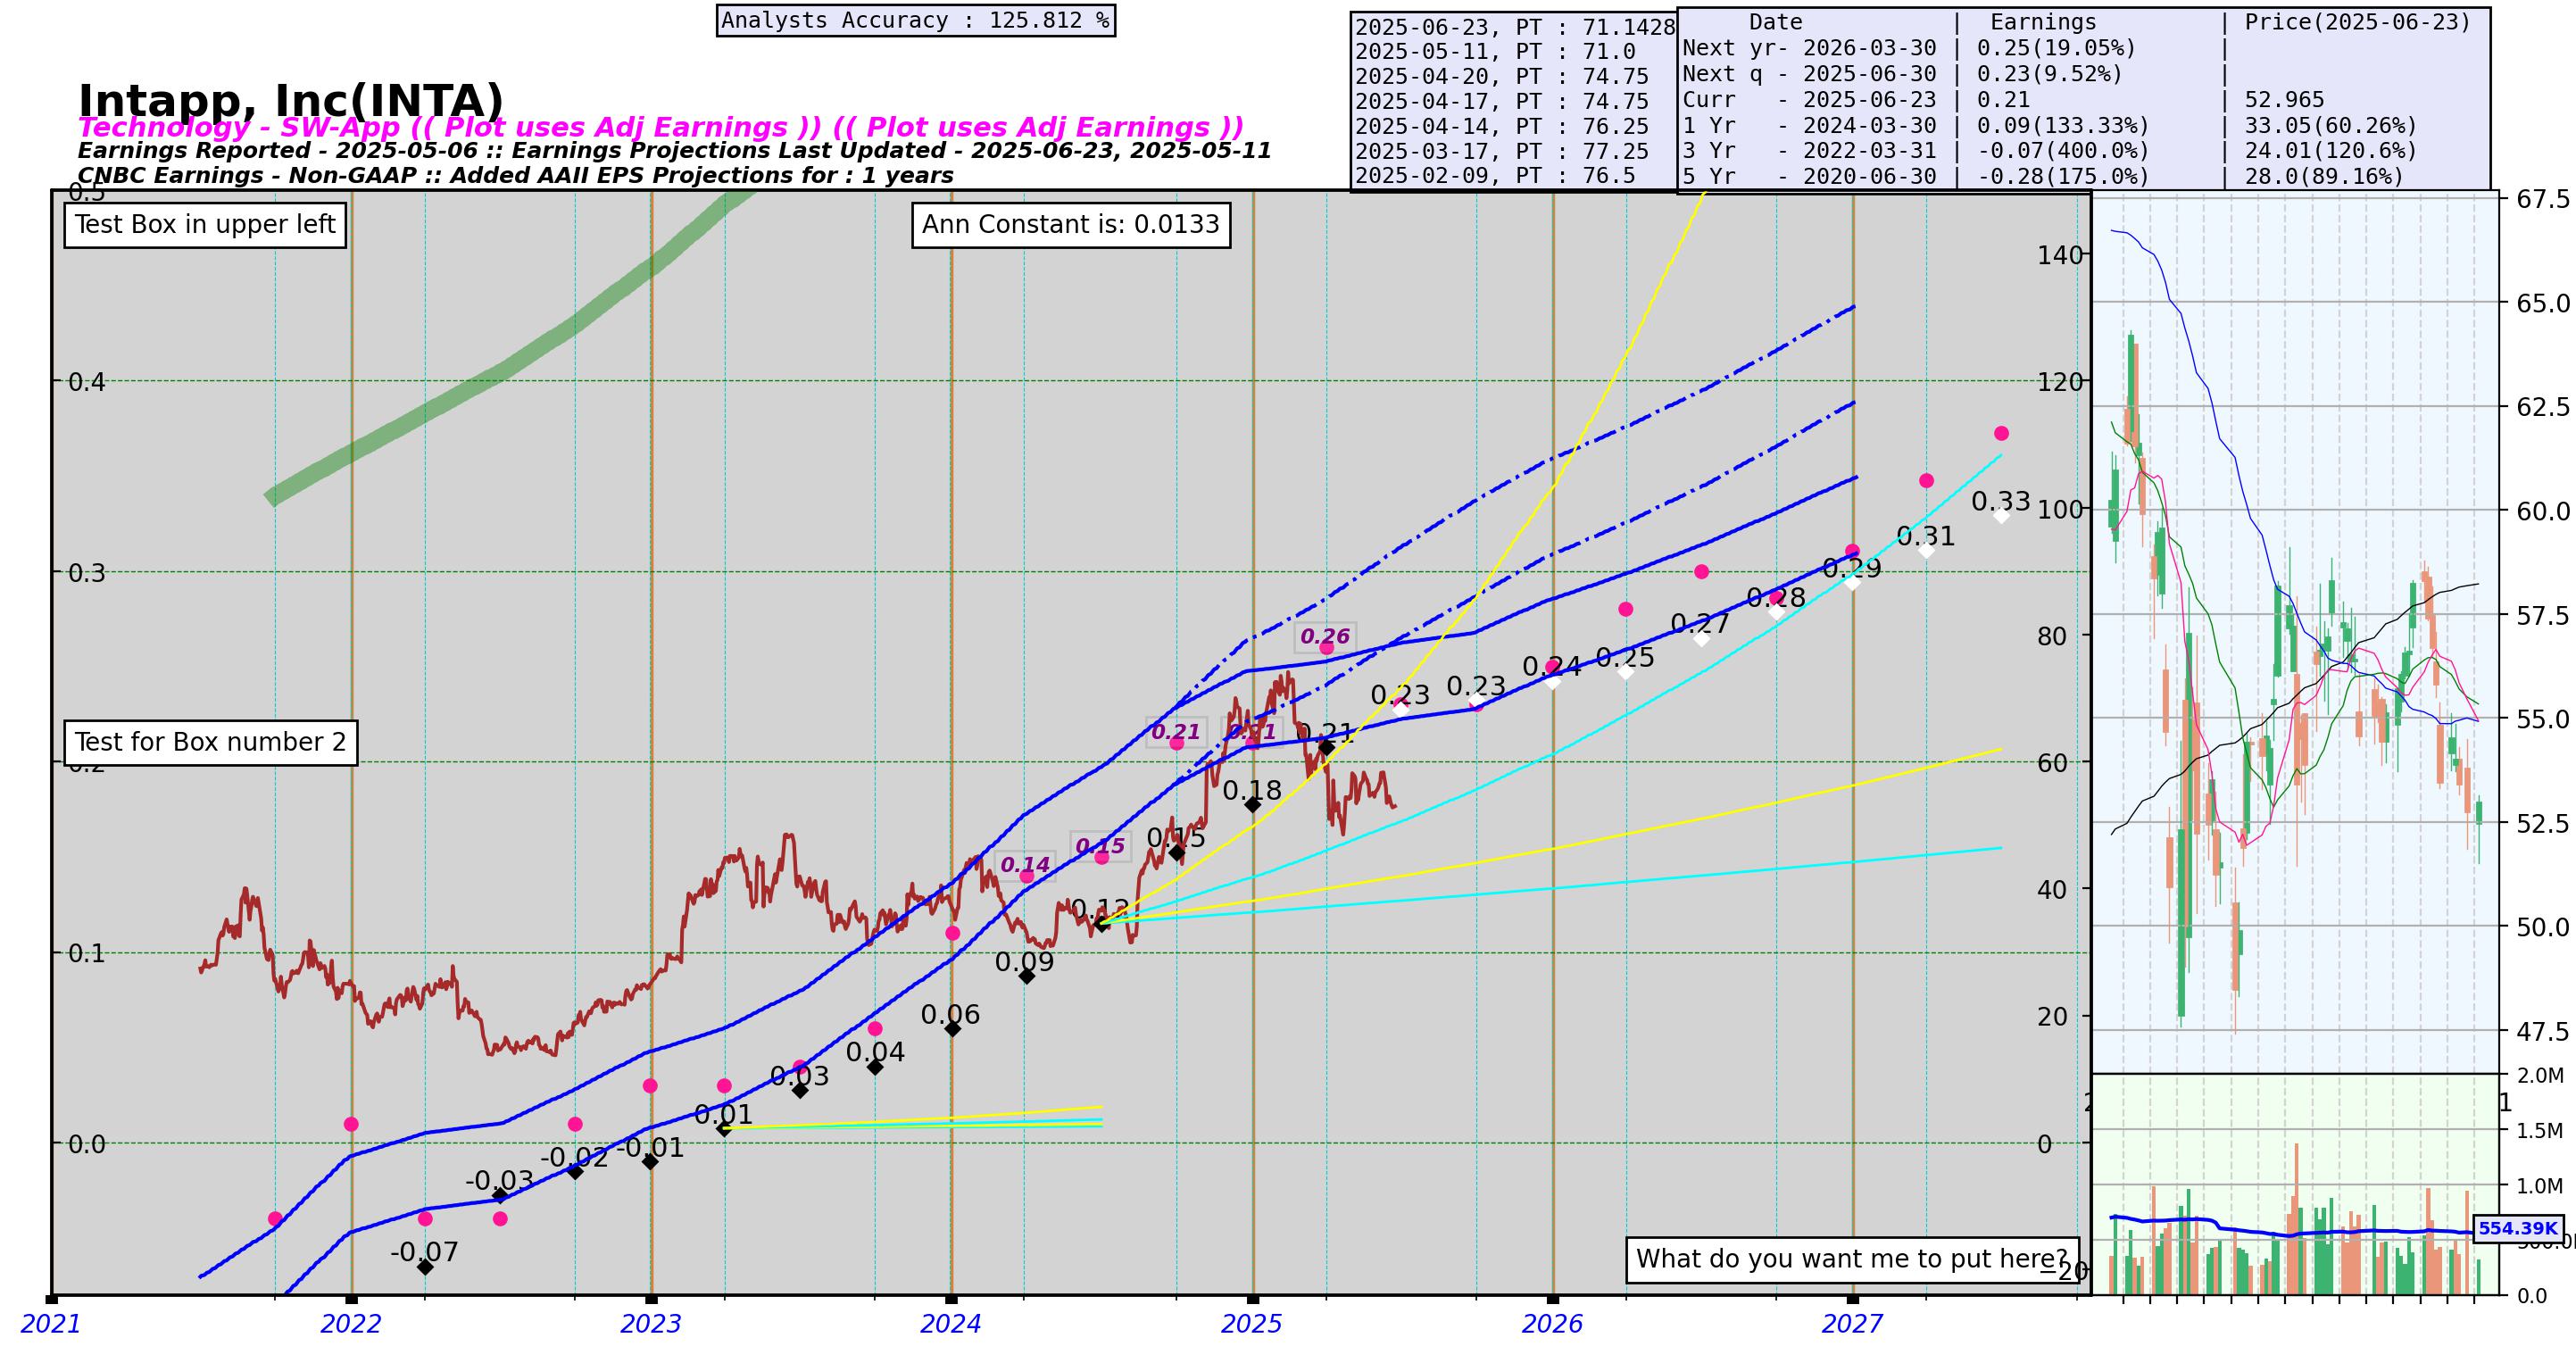 Analysts Accuracy : 125.812 %
2025-06-23, PT : 71.1428
2025-05-11, PT : 71.0
2025-04-20, PT : 74.75
2025-04-17, PT : 74.75
2025-04-14, PT : 76.25
2025-03-17, PT : 77.25
2025-02-09, PT : 76.5
Date | Earnings | Price(2025-06-23)
Next yr- 2026-03-30 | 0.25(19.05%) |
Next q - 2025-06-30 | 0.23(9.52%) |
Curr - 2025-06-23 | 0.21 | 52.965
1 Yr - 2024-03-30 | 0.09(133.33%) | 33.05(60.26%)
3 Yr - 2022-03-31 | -0.07(400.0%) | 24.01(120.6%)
5 Yr - 2020-06-30 | -0.28(175.0%) | 28.0(89.16%)
Intapp, Inc(INTA)
Technology - SW-App (( Plot uses Adj Earnings )) (( Plot uses Adj Earnings ))
Earnings Reported - 2025-05-06 :: Earnings Projections Last Updated - 2025-06-23, 2025-05-11
CNBC Earnings - Non-GAAP :: Added AAII EPS Projections for : 1 years
Test Box in upper left
Ann Constant is: 0.0133
Test for Box number 2
What do you want me to put here?
0.5
0.4
0.3
0.2
0.1
0.0
-0.07
-0.03
-0.02
-0.01
0.01
0.03
0.04
0.06
0.09
0.12
0.15
0.18
0.21
0.23
0.23
0.24
0.25
0.27
0.28
0.29
0.31
0.33
0.14
0.15
0.21
0.21
0.26
140
120
100
80
60
40
20
0
−20
67.5
65.0
62.5
60.0
57.5
55.0
52.5
50.0
47.5
2.0M
1.5M
1.0M
554.39K
0.0
2021
2022
2023
2024
2025
2026
2027